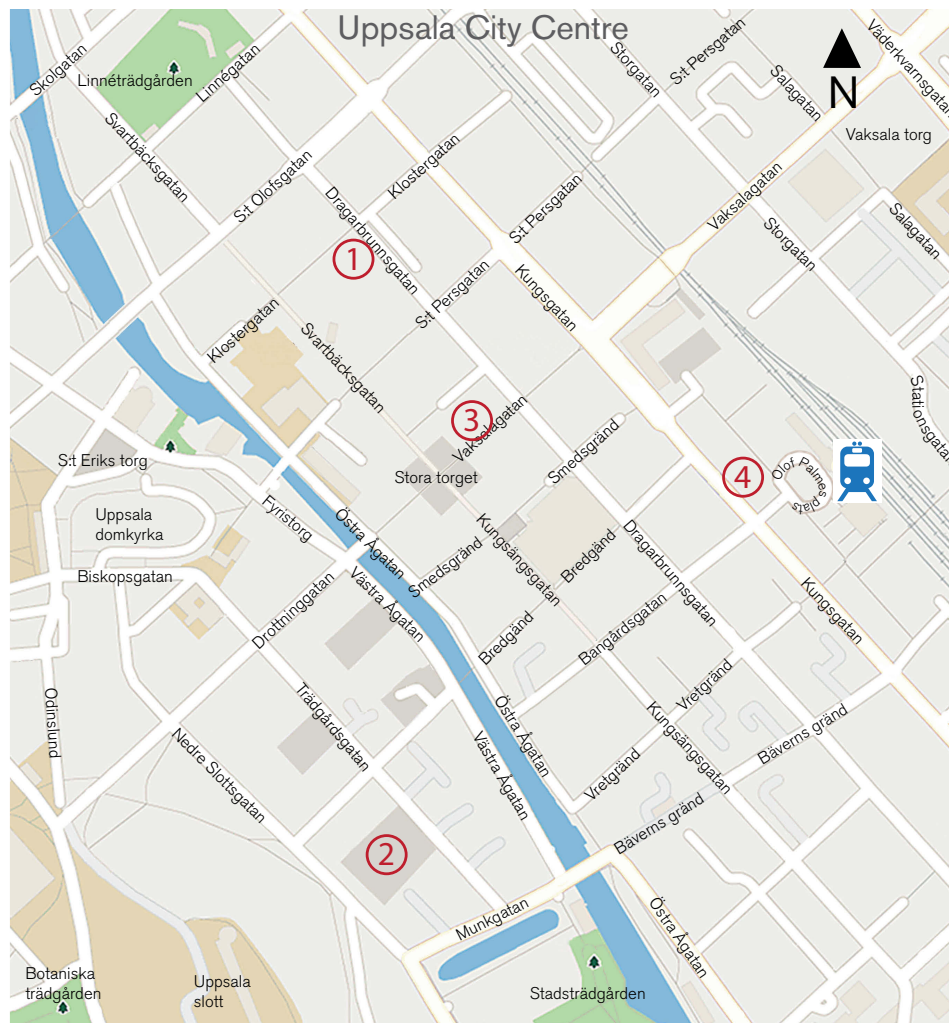 Uppsala City Centre
Skolgatan
Linnéträdgården
Linnégatan
Svartbäcksgatan
S:t Olofsgatan
Storgatan
S:t Persgatan
Salagatan
Väderkvarnsgatan
N
Vaksala torg
Klostergatan
Dragarbrunnsgatan
S:t Persgatan
Vaksalagatan
Storgatan
Salagatan
1
S:t Persgatan
Kungsgatan
Klostergatan
Svartbäcksgatan
Stationsgatan
3
Vaksalagatan
Smedsgränd
4
Olof Palmes plats
S:t Eriks torg
Stora torget
Uppsala
domkyrka
Fyristorg
Östra Ågatan
Smedsgränd
Kungsängsgatan
Bredgänd
Dragarbrunnsgatan
Kungsgatan
Biskopsgatan
Drottninggatan
Västra Ågatan
Bredgänd
Bangårdsgatan
Vretgränd
Odinslund
Trädgårdsgatan
Nedre Slottsgatan
Östra Ågatan
Västra Ågatan
Vretgränd
Kungsängsgatan
Bäverns gränd
Bäverns gränd
2
Munkgatan
Östra Ågatan
Botaniska
trädgården
Uppsala
slott
Stadsträdgården